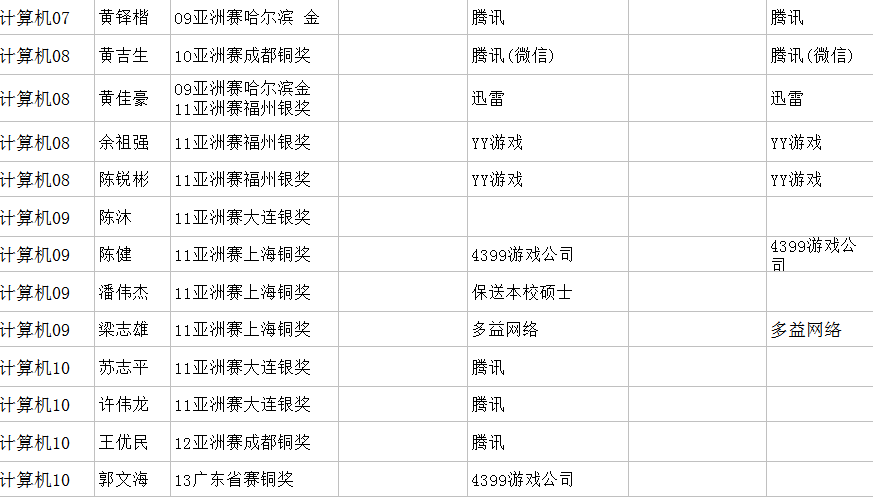 计算机07 黄铎楷 09亚洲赛哈尔滨 金 腾讯 腾讯
计算机08 黄吉生 10亚洲赛成都铜奖 腾讯(微信) 腾讯(微信)
计算机08 黄佳豪 09亚洲赛哈尔滨金 迅雷 迅雷
11亚洲赛福州银奖
计算机08 余祖强 11亚洲赛福州银奖 YY游戏 YY游戏
计算机08 陈锐彬 11亚洲赛福州银奖 YY游戏 YY游戏
计算机09 陈沐 11亚洲赛大连银奖
计算机09 陈健 11亚洲赛上海铜奖 4399游戏公司 4399游戏公
司
计算机09 潘伟杰 11亚洲赛上海铜奖 保送本校硕士
计算机09 梁志雄 11亚洲赛上海铜奖 多益网络 多益网络
计算机10 苏志平 11亚洲赛大连银奖 腾讯
计算机10 许伟龙 11亚洲赛大连银奖 腾讯
计算机10 王优民 12亚洲赛成都铜奖 腾讯
计算机10 郭文海 13广东省赛铜奖 4399游戏公司